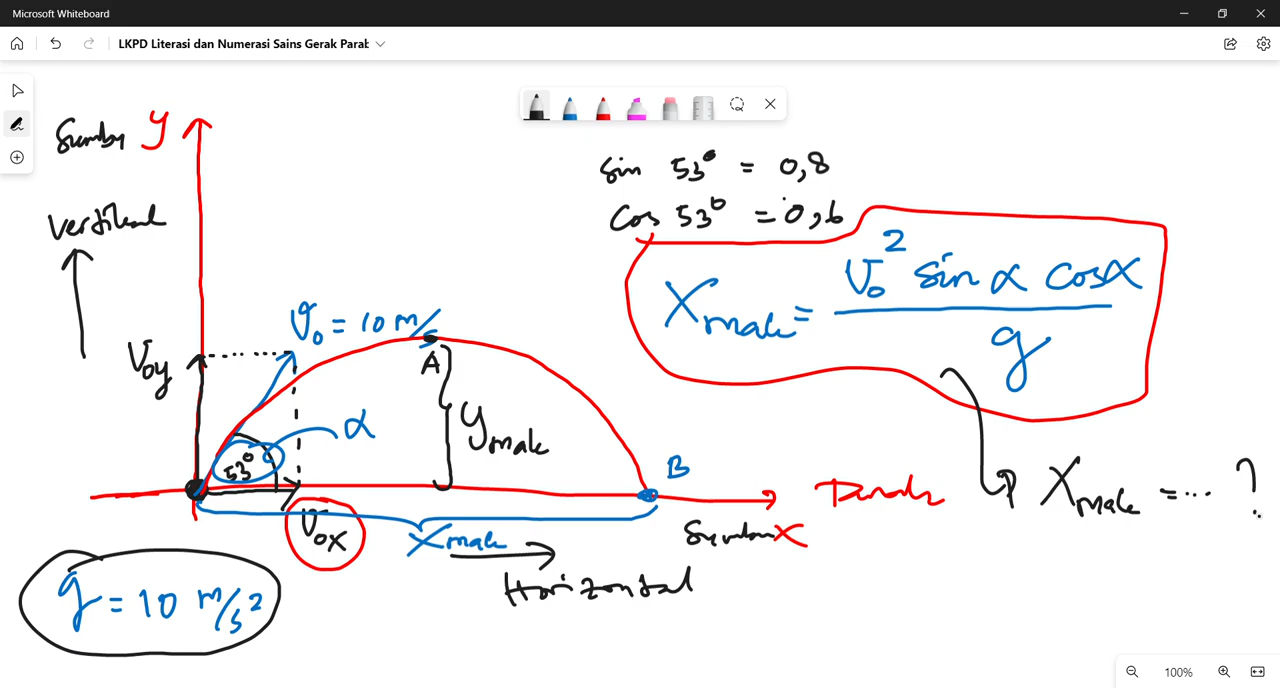 Microsoft Whiteboard
LKPD Literasi dan Numerasi Sains Gerak Parab
Sumbu y
Vertikal
sin 53° = 0,8
cos 53° = 0,6
Xmak = v₀² sin α cos α / g
v₀ = 10 m/s
Voy
A
α
53°
Ymak
B
Vox
Xmak
Tanah
Sumbu X
Horizontal
Xmak = ... ?
g = 10 m/s²
100%